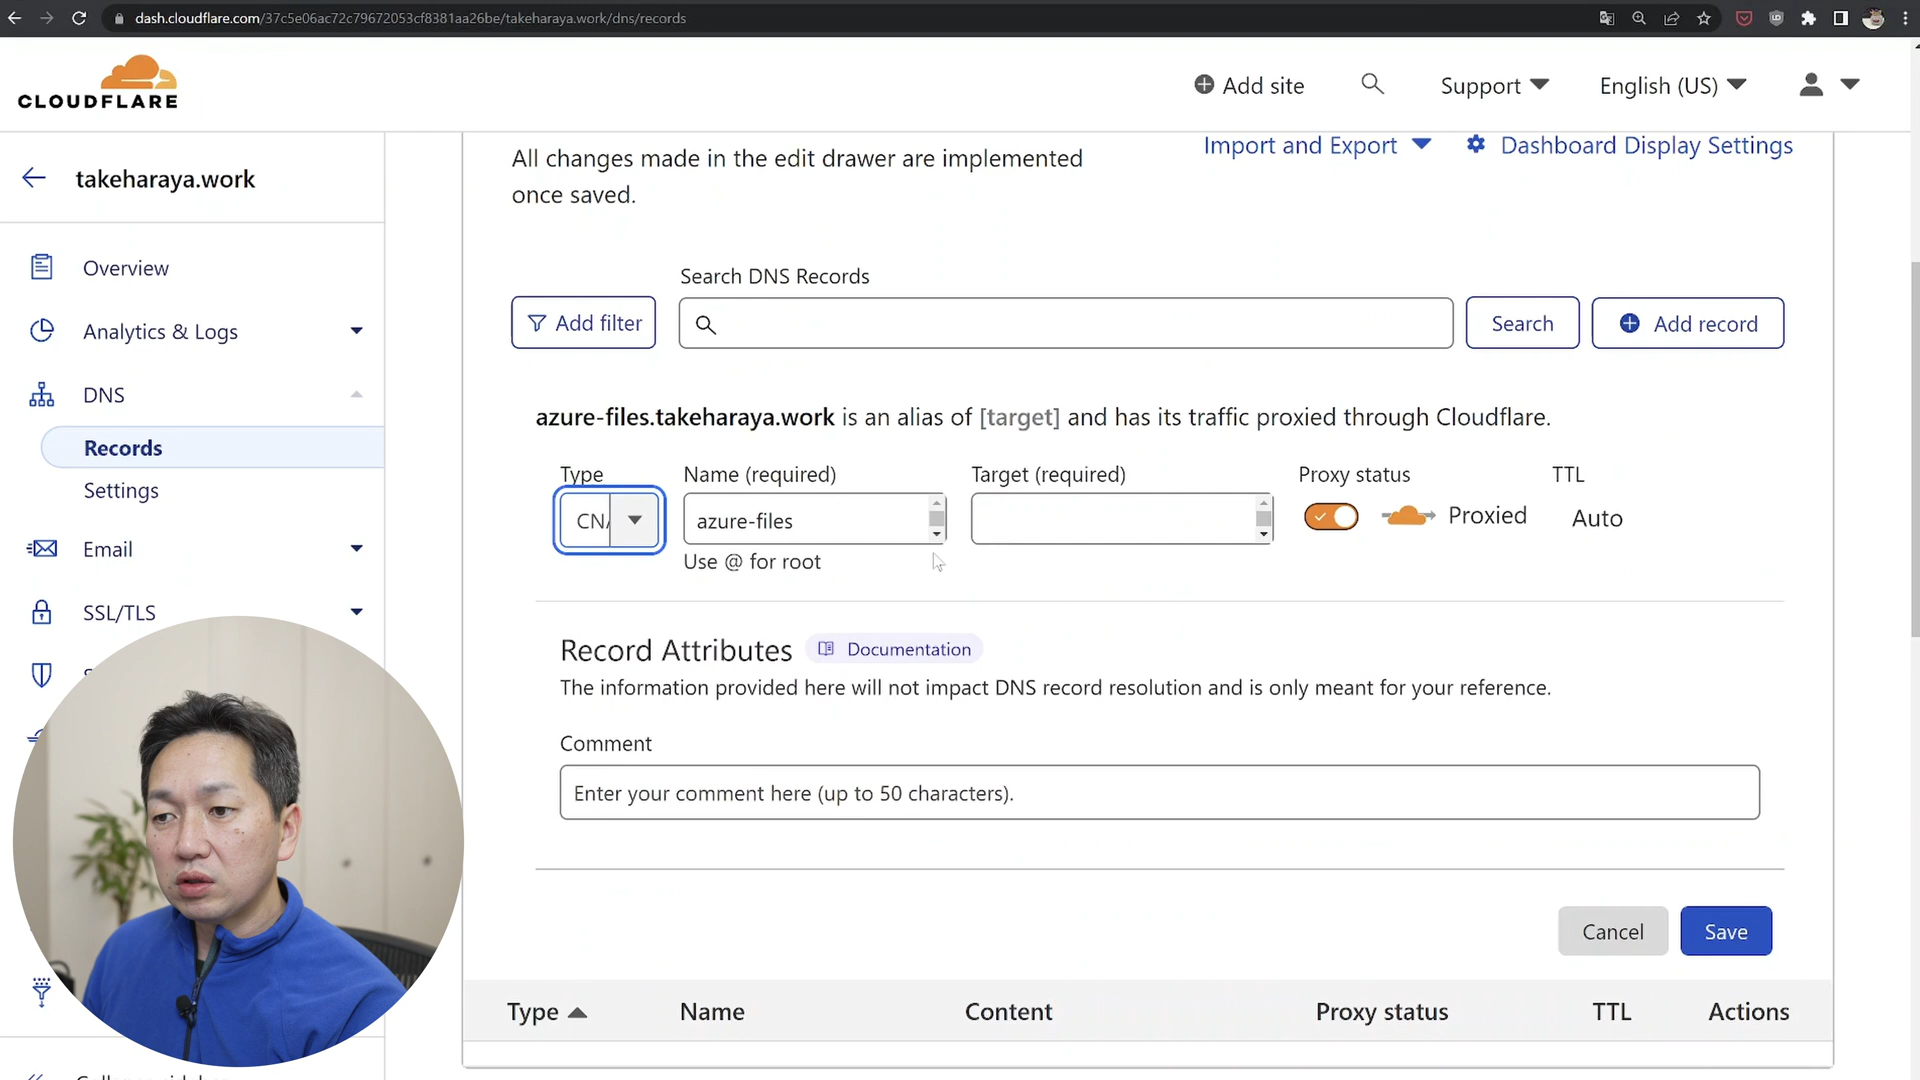 dash.cloudflare.com/37c5e06ac72c79672053cf8381aa26be/takeharaya.work/dns/records
CLOUDFLARE
Add site
Support
English (US)
takeharaya.work
Overview
Analytics & Logs
DNS
Records
Settings
Email
SSL/TLS
All changes made in the edit drawer are implemented
once saved.
Import and Export
Dashboard Display Settings
Search DNS Records
Add filter
Search
Add record
azure-files.takeharaya.work is an alias of [target] and has its traffic proxied through Cloudflare.
Type
Name (required)
Target (required)
Proxy status
TTL
CNA
azure-files
Proxied
Auto
Use @ for root
Record Attributes
Documentation
The information provided here will not impact DNS record resolution and is only meant for your reference.
Comment
Enter your comment here (up to 50 characters).
Cancel
Save
Type
Name
Content
Proxy status
TTL
Actions